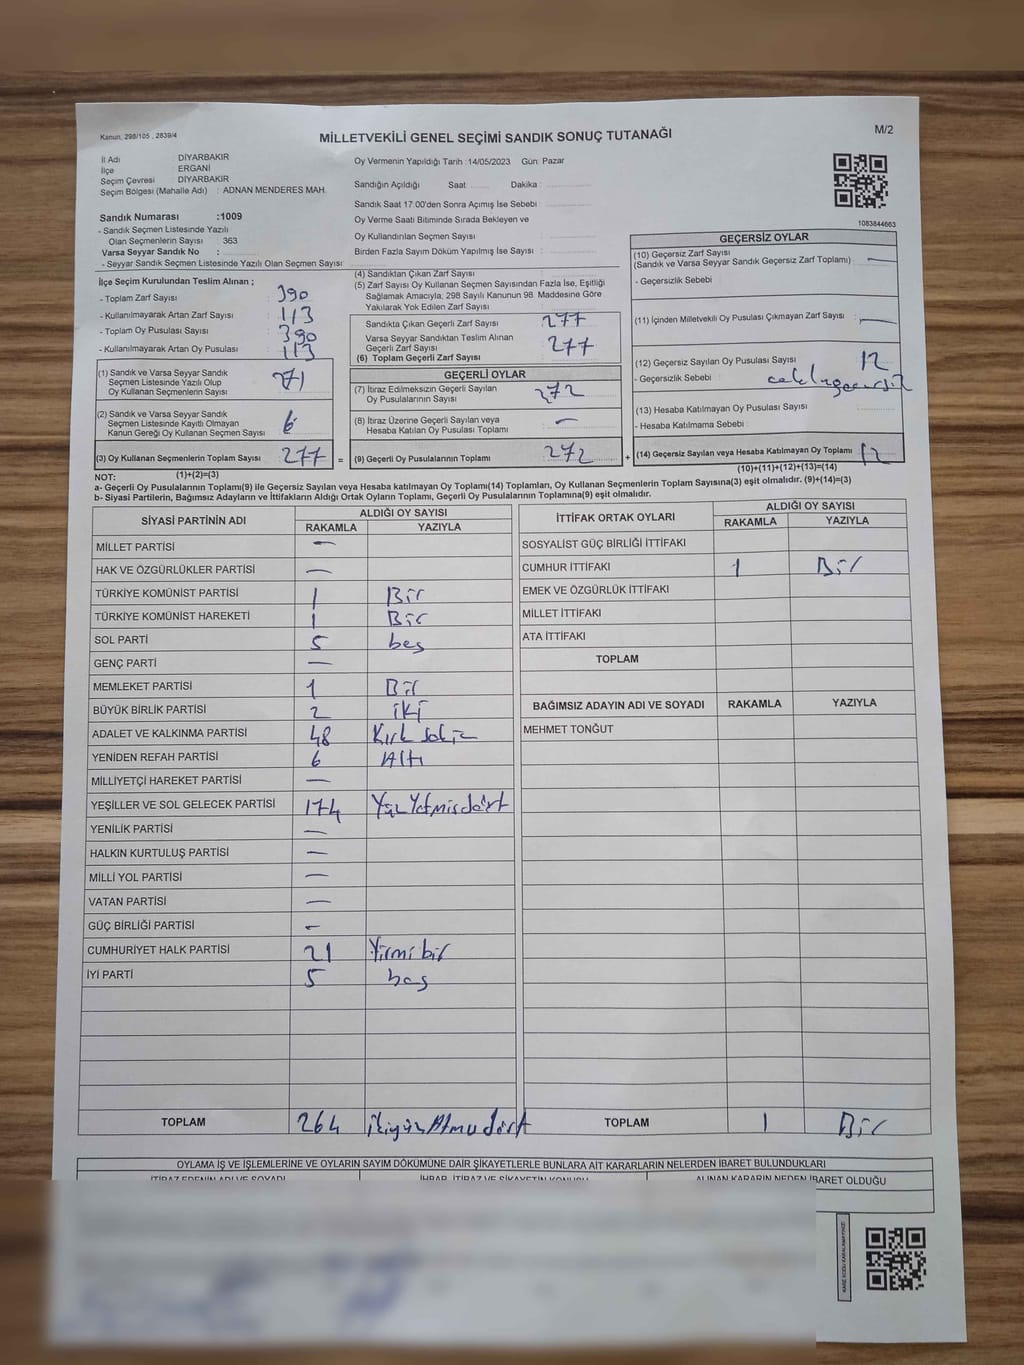 Kanun, 298/105 , 2839/4
MİLLETVEKİLİ GENEL SEÇİMİ SANDIK SONUÇ TUTANAĞI
M/2
İl Adı : DİYARBAKIR
İlçe : ERGANİ
Seçim Çevresi : DİYARBAKIR
Seçim Bölgesi (Mahalle Adı) : ADNAN MENDERES MAH.
Sandık Numarası :1009
- Sandık Seçmen Listesinde Yazılı
Olan Seçmenlerin Sayısı : 363
Varsa Seyyar Sandık No :
- Seyyar Sandık Seçmen Listesinde Yazılı Olan Seçmen Sayısı:
Oy Vermenin Yapıldığı Tarih :14/05/2023 Gün: Pazar
Sandığın Açıldığı Saat: Dakika :
Sandık Saat 17:00'den Sonra Açımış İse Sebebi :
Oy Verme Saati Bitiminde Sırada Bekleyen ve
Oy Kullandırılan Seçmen Sayısı :
Birden Fazla Sayım Döküm Yapılmış İse Sayısı :
1083844663
İlçe Seçim Kurulundan Teslim Alınan ;
- Toplam Zarf Sayısı : 390
- Kullanılmayarak Artan Zarf Sayısı : 113
- Toplam Oy Pusulası Sayısı : 390
- Kullanılmayarak Artan Oy Pusulası : 113
(1) Sandık ve Varsa Seyyar Sandık
Seçmen Listesinde Yazılı Olup
Oy Kullanan Seçmenlerin Sayısı : 271
(2) Sandık ve Varsa Seyyar Sandık
Seçmen Listesinde Kayıtlı Olmayan
Kanun Gereği Oy Kullanan Seçmen Sayısı : 6
(3) Oy Kullanan Seçmenlerin Toplam Sayısı : 277
(4) Sandıktan Çıkan Zarf Sayısı :
(5) Zarf Sayısı Oy Kullanan Seçmen Sayısından Fazla İse, Eşitliği
Sağlamak Amacıyla; 298 Sayılı Kanunun 98. Maddesine Göre
Yakılarak Yok Edilen Zarf Sayısı :
Sandıkta Çıkan Geçerli Zarf Sayısı : 277
Varsa Seyyar Sandıktan Teslim Alınan
Geçerli Zarf Sayısı : 277
(6) Toplam Geçerli Zarf Sayısı :
GEÇERLİ OYLAR
(7) İtiraz Edilmeksizin Geçerli Sayılan
Oy Pusulalarının Sayısı : 272
(8) İtiraz Üzerine Geçerli Sayılan veya
Hesaba Katılan Oy Pusulası Toplamı : —
= (9) Geçerli Oy Pusulalarının Toplamı : 272
GEÇERSİZ OYLAR
(10) Geçersiz Zarf Sayısı
(Sandık ve Varsa Seyyar Sandık Geçersiz Zarf Toplamı) : —
- Geçersizlik Sebebi :
(11) İçinden Milletvekili Oy Pusulası Çıkmayan Zarf Sayısı: —
(12) Geçersiz Sayılan Oy Pusulası Sayısı : 12
- Geçersizlik Sebebi :
(13) Hesaba Katılmayan Oy Pusulası Sayısı :
- Hesaba Katılmama Sebebi :
+ (14) Geçersiz Sayılan veya Hesaba Katılmayan Oy Toplamı : 12
NOT: (1)+(2)=(3)
(10)+(11)+(12)+(13)=(14)
a- Geçerli Oy Pusulalarının Toplamı(9) ile Geçersiz Sayılan veya Hesaba katılmayan Oy Toplamı(14) Toplamları, Oy Kullanan Seçmenlerin Toplam Sayısına(3) eşit olmalıdır. (9)+(14)=(3)
b- Siyasi Partilerin, Bağımsız Adayların ve İttifakların Aldığı Ortak Oyların Toplamı, Geçerli Oy Pusulalarının Toplamına(9) eşit olmalıdır.
SİYASİ PARTİNİN ADI ALDIĞI OY SAYISI
RAKAMLA YAZIYLA
MİLLET PARTİSİ —
HAK VE ÖZGÜRLÜKLER PARTİSİ —
TÜRKİYE KOMÜNİST PARTİSİ 1 Bir
TÜRKİYE KOMÜNİST HAREKETİ 1 Bir
SOL PARTİ 5 beş
GENÇ PARTİ —
MEMLEKET PARTİSİ 1 Bir
BÜYÜK BİRLİK PARTİSİ 2 iki
ADALET VE KALKINMA PARTİSİ 48 Kırk sekiz
YENİDEN REFAH PARTİSİ 6 Altı
MİLLİYETÇİ HAREKET PARTİSİ —
YEŞİLLER VE SOL GELECEK PARTİSİ 174 Yüz Yetmişdört
YENİLİK PARTİSİ —
HALKIN KURTULUŞ PARTİSİ —
MİLLİ YOL PARTİSİ —
VATAN PARTİSİ —
GÜÇ BİRLİĞİ PARTİSİ —
CUMHURİYET HALK PARTİSİ 21 Yirmi bir
İYİ PARTİ 5 beş
TOPLAM 264
İTTİFAK ORTAK OYLARI ALDIĞI OY SAYISI
RAKAMLA YAZIYLA
SOSYALİST GÜÇ BİRLİĞİ İTTİFAKI
CUMHUR İTTİFAKI 1 Bir
EMEK VE ÖZGÜRLÜK İTTİFAKI
MİLLET İTTİFAKI
ATA İTTİFAKI
TOPLAM
BAĞIMSIZ ADAYIN ADI VE SOYADI RAKAMLA YAZIYLA
MEHMET TONĞUT
TOPLAM 1 Bir
OYLAMA İŞ VE İŞLEMLERİNE VE OYLARIN SAYIM DÖKÜMÜNE DAİR ŞİKAYETLERLE BUNLARA AİT KARARLARIN NELERDEN İBARET BULUNDUKLARI
İTİRAZ EDENİN ADI VE SOYADI İHBAR, İTİRAZ VE ŞİKAYETİN KONUSU ALINAN KARARIN NEDEN İBARET OLDUĞU